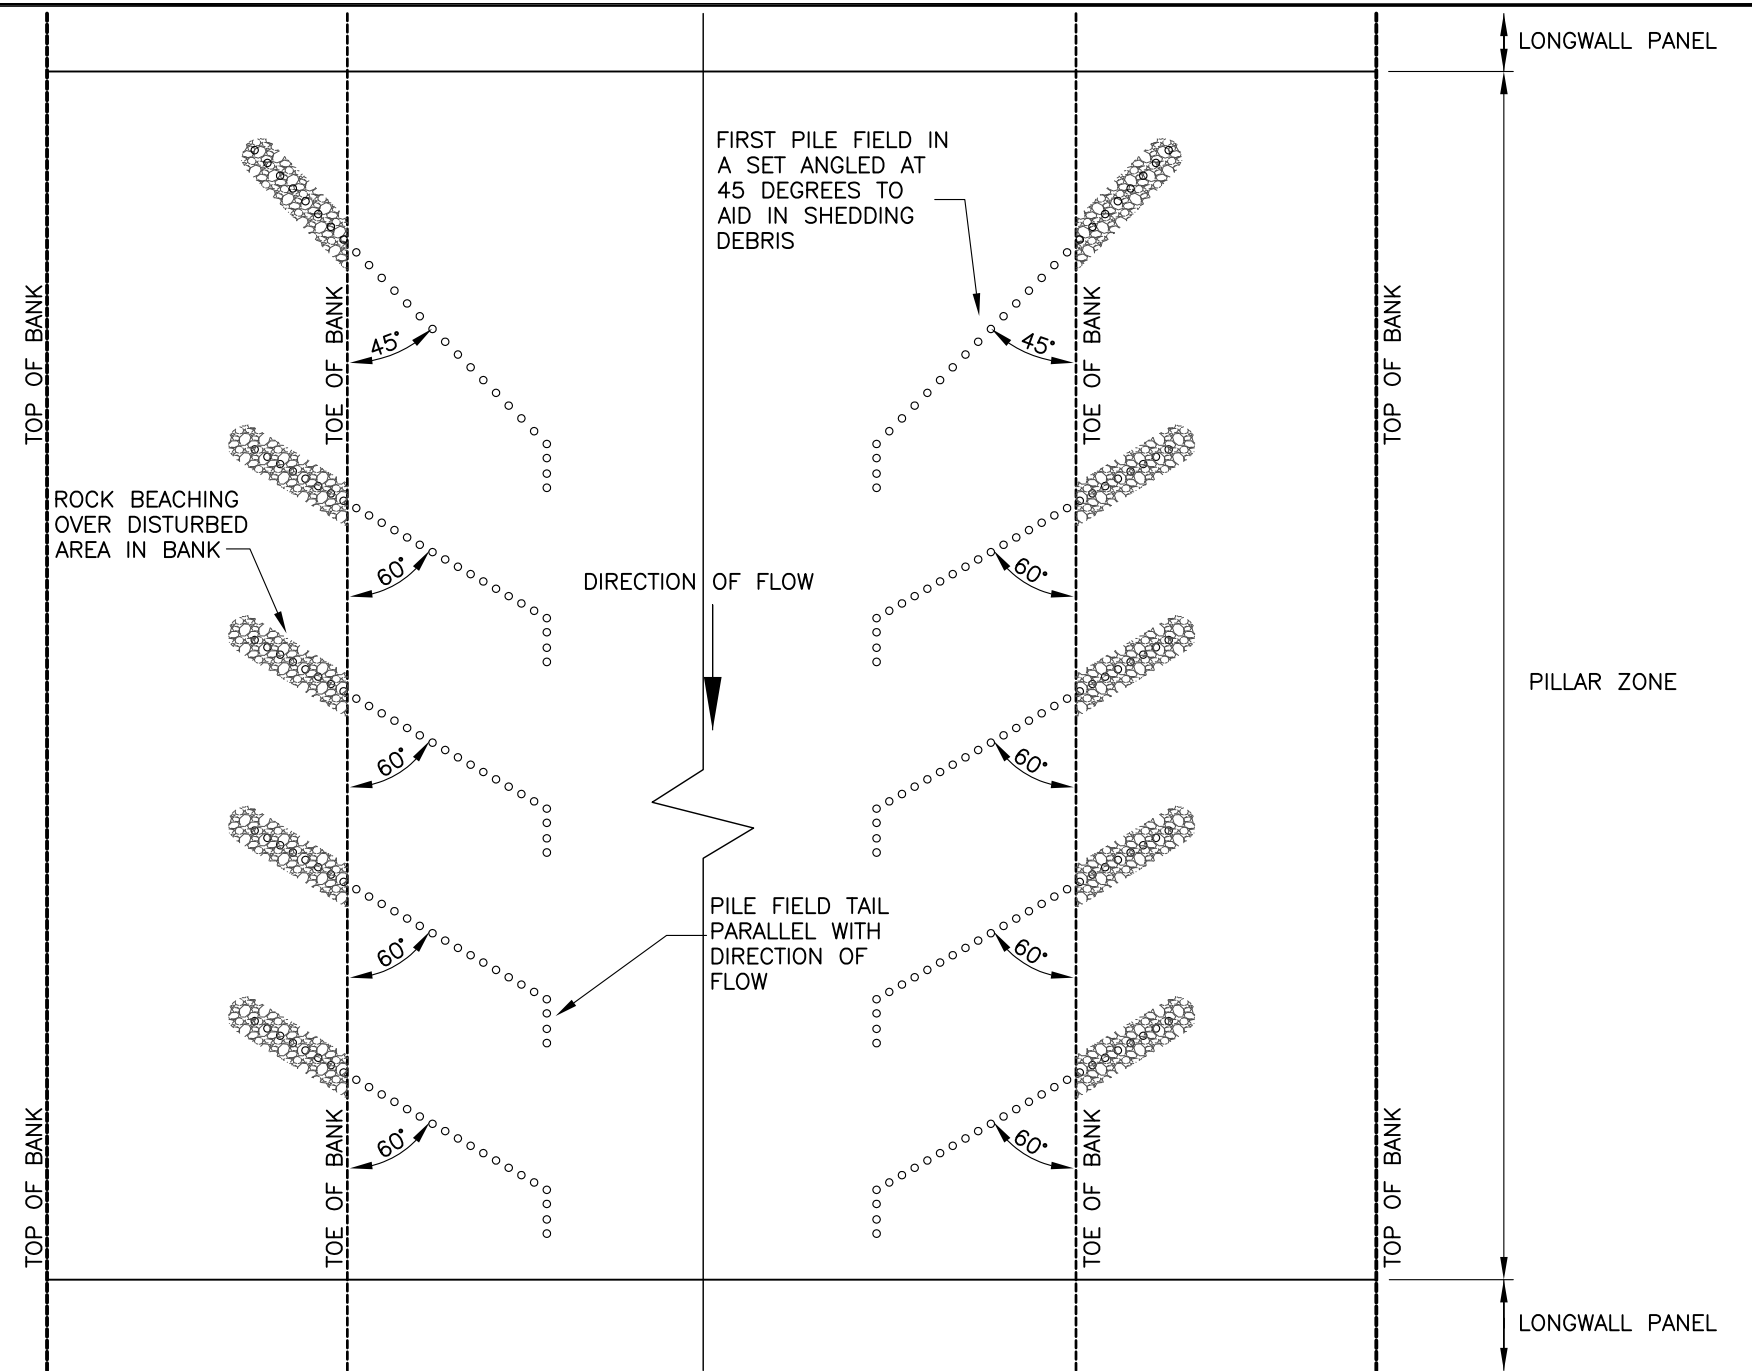 LONGWALL PANEL
FIRST PILE FIELD IN
A SET ANGLED AT
45 DEGREES TO
AID IN SHEDDING
DEBRIS
TOP OF BANK
TOE OF BANK
TOE OF BANK
TOP OF BANK
45°
45°
ROCK BEACHING
OVER DISTURBED
AREA IN BANK
60°
60°
DIRECTION OF FLOW
PILLAR ZONE
60°
60°
PILE FIELD TAIL
PARALLEL WITH
DIRECTION OF
FLOW
60°
60°
TOP OF BANK
TOE OF BANK
TOE OF BANK
TOP OF BANK
60°
60°
LONGWALL PANEL